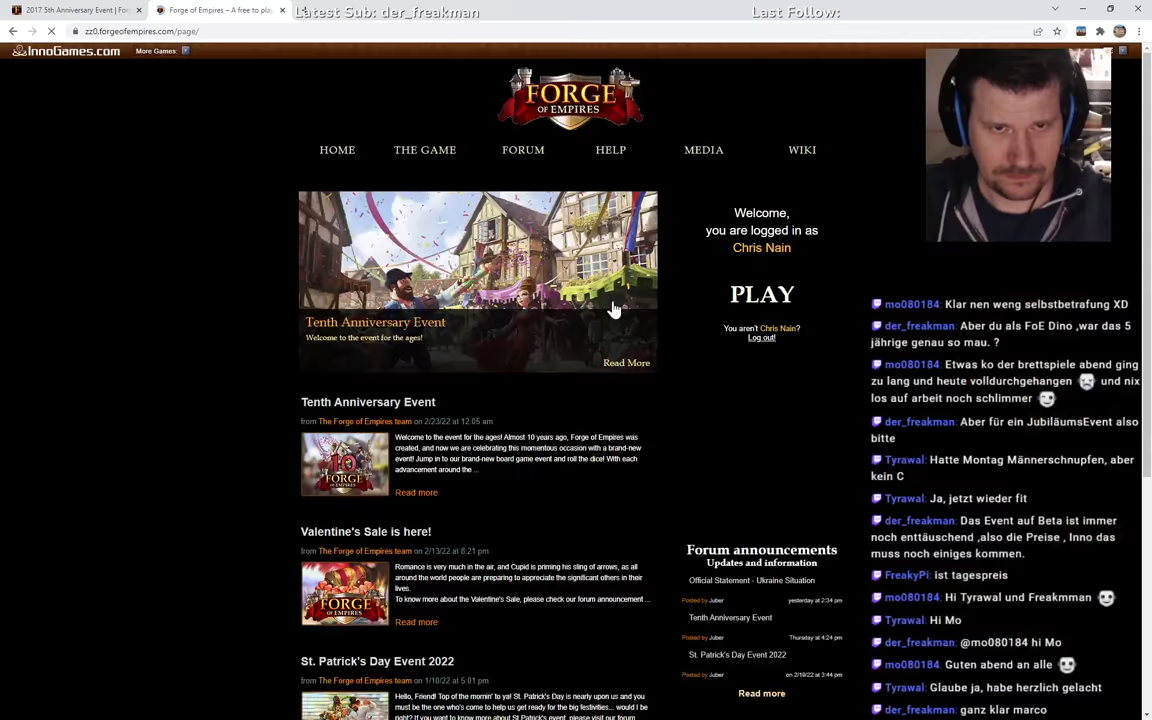 2017 5th Anniversary Event | Forg
Forge of Empires – A free to play
Latest Sub: der_freakman
Last Follow:
zz0.forgeofempires.com/page/
InnoGames.com
More Games:
FORGE
OF EMPIRES
HOME
THE GAME
FORUM
HELP
MEDIA
WIKI
Tenth Anniversary Event
Welcome to the event for the ages!
Read More
Welcome,
you are logged in as
Chris Nain
PLAY
You aren't Chris Nain?
Log out!
Tenth Anniversary Event
from The Forge of Empires team on 2/23/22 at 12:05 am
10
FORGE
Welcome to the event for the ages! Almost 10 years ago, Forge of Empires was
created, and now we are celebrating this momentous occasion with a brand-new
event! Jump in to our brand-new board game event and roll the dice! With each
advancement around the ...
Read more
Valentine's Sale is here!
from The Forge of Empires team on 2/13/22 at 8:21 pm
FORGE
Romance is very much in the air, and Cupid is priming his sling of arrows, as all
around the world people are preparing to appreciate the significant others in their
lives.
To know more about the Valentine's Sale, please check our forum announcement ...
Read more
St. Patrick's Day Event 2022
from The Forge of Empires team on 1/10/22 at 5:01 pm
Hello, Friend! Top of the mornin' to ya! St. Patrick's Day is nearly upon us and you
must be the one who's come to help us get ready for the big festivities... would I be
right? If you want to know more about St Patrick's event, please visit our forum
Forum announcements
Updates and information
Official Statement - Ukraine Situation
Posted by Juber
yesterday at 2:34 pm
Tenth Anniversary Event
Posted by Juber
Thursday at 4:24 pm
St. Patrick's Day Event 2022
Posted by Juber
on 2/19/22 at 3:44 pm
Read more
mo080184: Klar nen weng selbstbetrafung XD
der_freakman: Aber du als FoE Dino ,war das 5
jährige genau so mau. ?
mo080184: Etwas ko der brettspiele abend ging
zu lang und heute volldurchgehangen und nix
los auf arbeit noch schlimmer
der_freakman: Aber für ein JubiläumsEvent also
bitte
Tyrawal: Hatte Montag Männerschnupfen, aber
kein C
Tyrawal: Ja, jetzt wieder fit
der_freakman: Das Event auf Beta ist immer
noch enttäuschend ,also die Preise , Inno das
muss noch einiges kommen.
FreakyPi: ist tagespreis
mo080184: Hi Tyrawal und Freakmman
Tyrawal: Hi Mo
der_freakman: @mo080184 hi Mo
mo080184: Guten abend an alle
Tyrawal: Glaube ja, habe herzlich gelacht
der_freakman: ganz klar marco